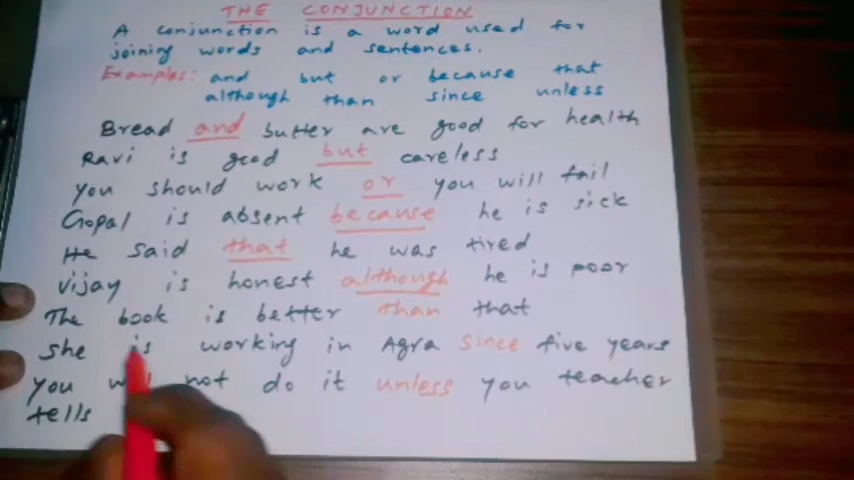 THE CONJUNCTION
A conjunction is a word used for
joining words and sentences.
Examples: and but or because that
although than since unless
Bread and butter are good for health
Ravi is good but careless
you should work or you will fail
Gopal is absent because he is sick
He said that he was tired
Vijay is honest although he is poor
The book is better than that
She is working in Agra since five years
you will not do it unless you teacher
tells